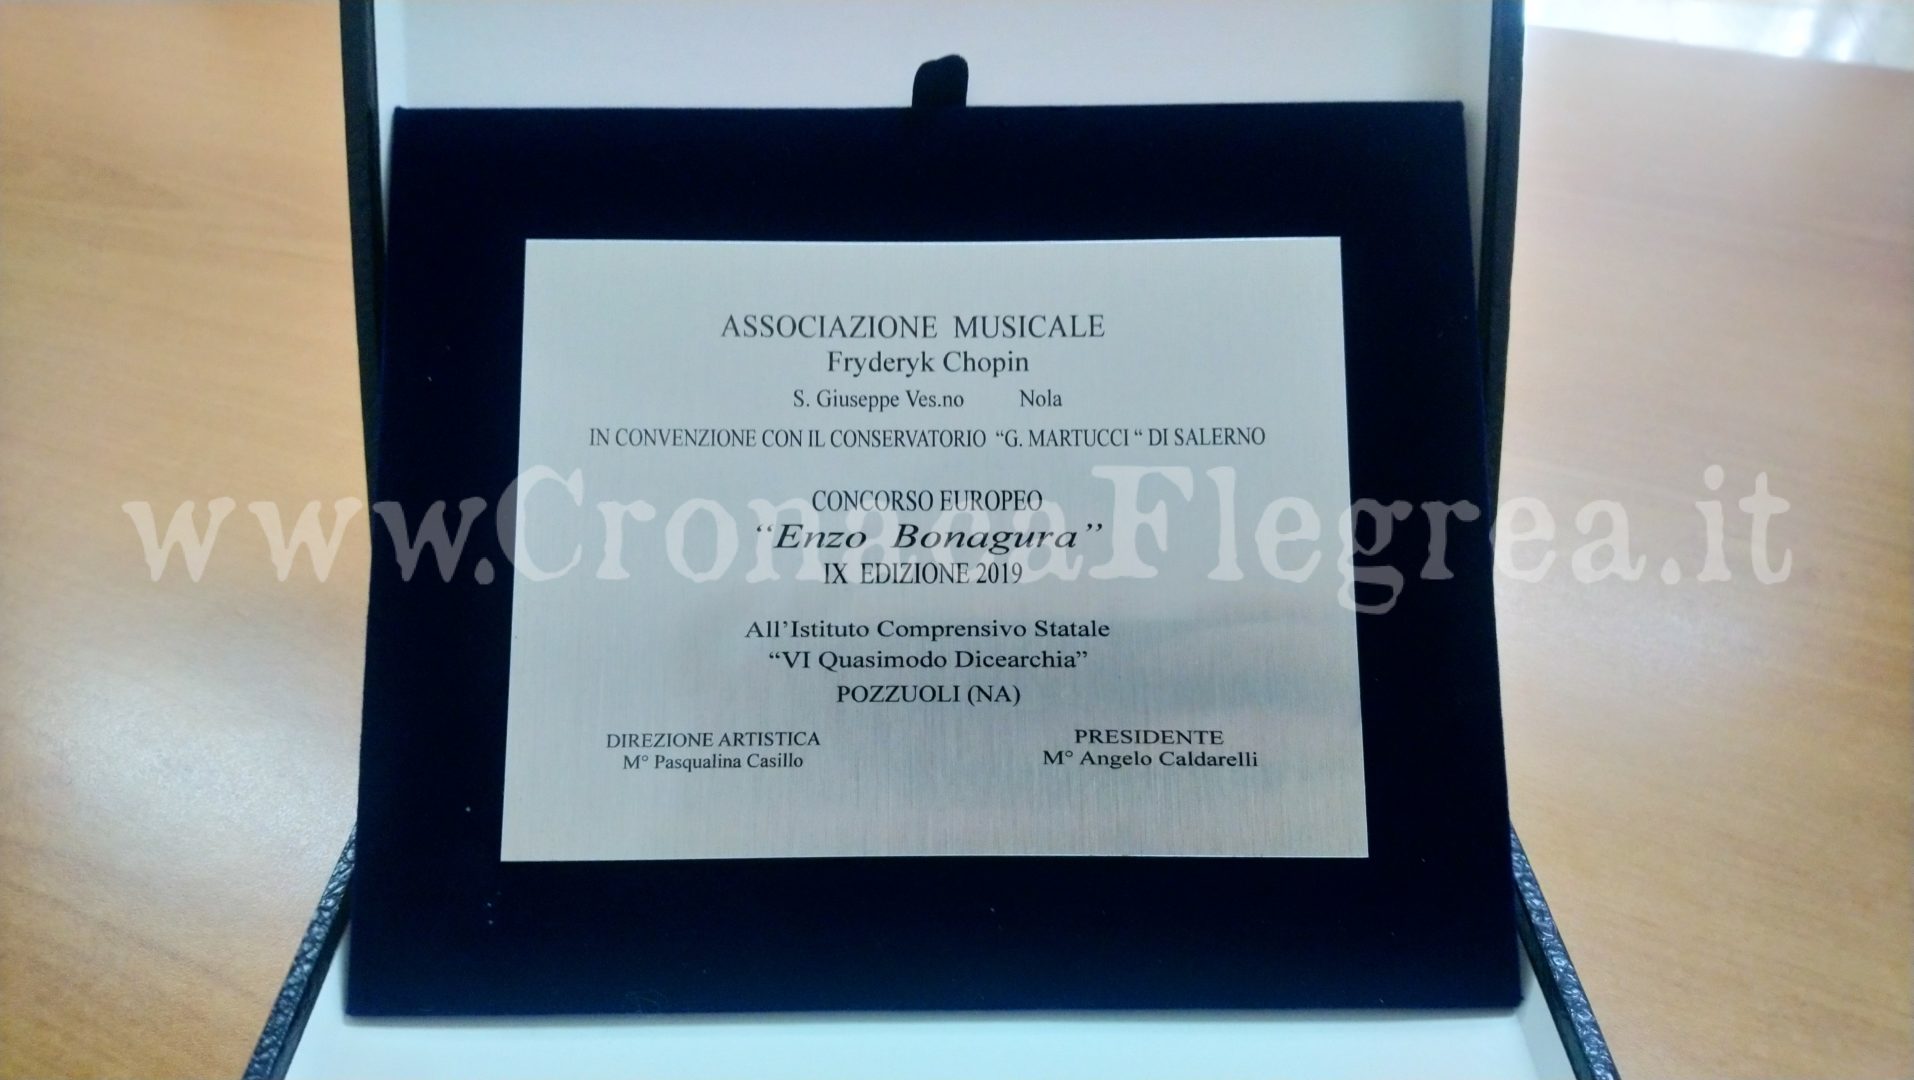 ASSOCIAZIONE MUSICALE
Fryderyk Chopin
S. Giuseppe Ves.no Nola
IN CONVENZIONE CON IL CONSERVATORIO “G. MARTUCCI “ DI SALERNO
www.CronacaFlegrea.it
CONCORSO EUROPEO
“Enzo Bonagura”
IX EDIZIONE 2019
All’Istituto Comprensivo Statale
“VI Quasimodo Dicearchia”
POZZUOLI (NA)
DIREZIONE ARTISTICA
M° Pasqualina Casillo
PRESIDENTE
M° Angelo Caldarelli